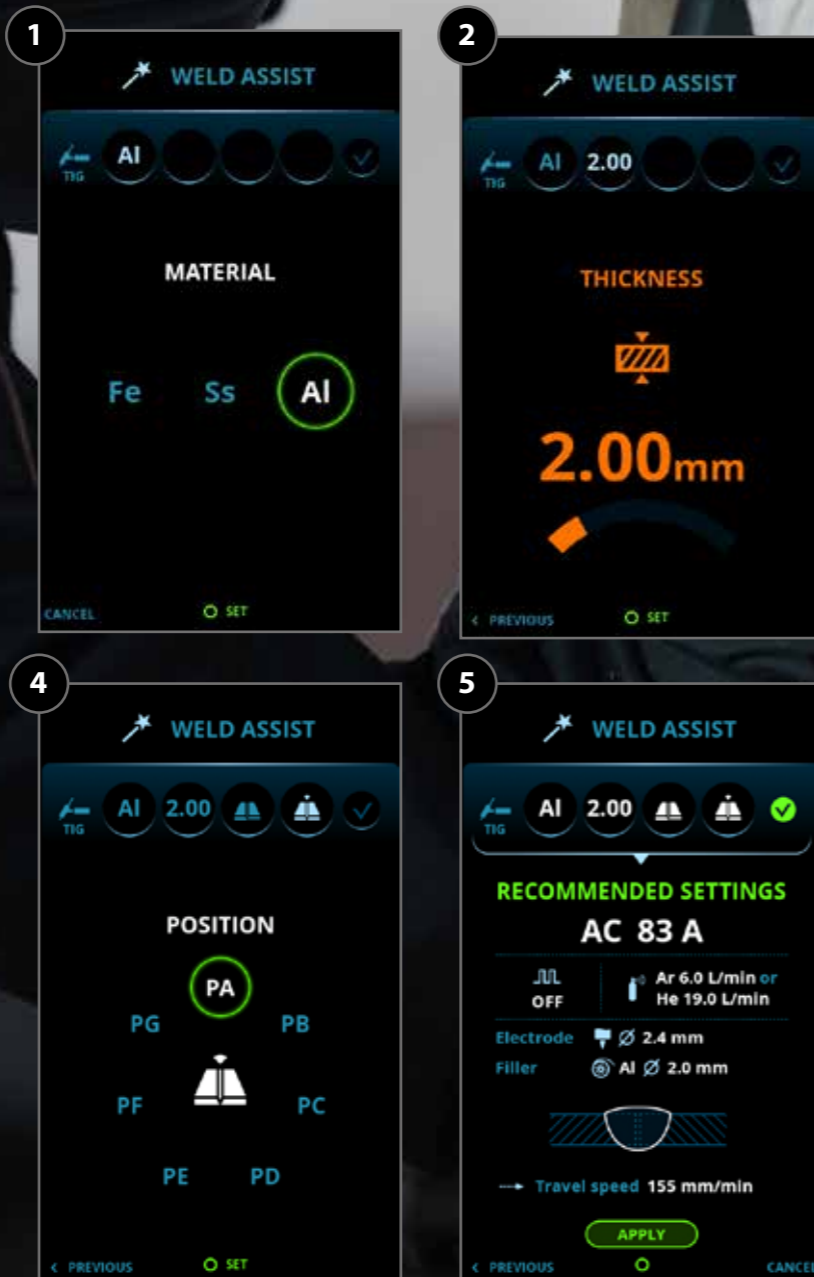 1
WELD ASSIST
TIG Al
MATERIAL
Fe Ss Al
CANCEL SET
2
WELD ASSIST
TIG Al 2.00
THICKNESS
2.00mm
< PREVIOUS SET
4
WELD ASSIST
TIG Al 2.00
POSITION
PA
PG PB
PF PC
PE PD
< PREVIOUS SET
5
WELD ASSIST
TIG Al 2.00
RECOMMENDED SETTINGS
AC 83 A
OFF
Ar 6.0 L/min or
He 19.0 L/min
Electrode Ø 2.4 mm
Filler Al Ø 2.0 mm
Travel speed 155 mm/min
APPLY
< PREVIOUS CANCEL